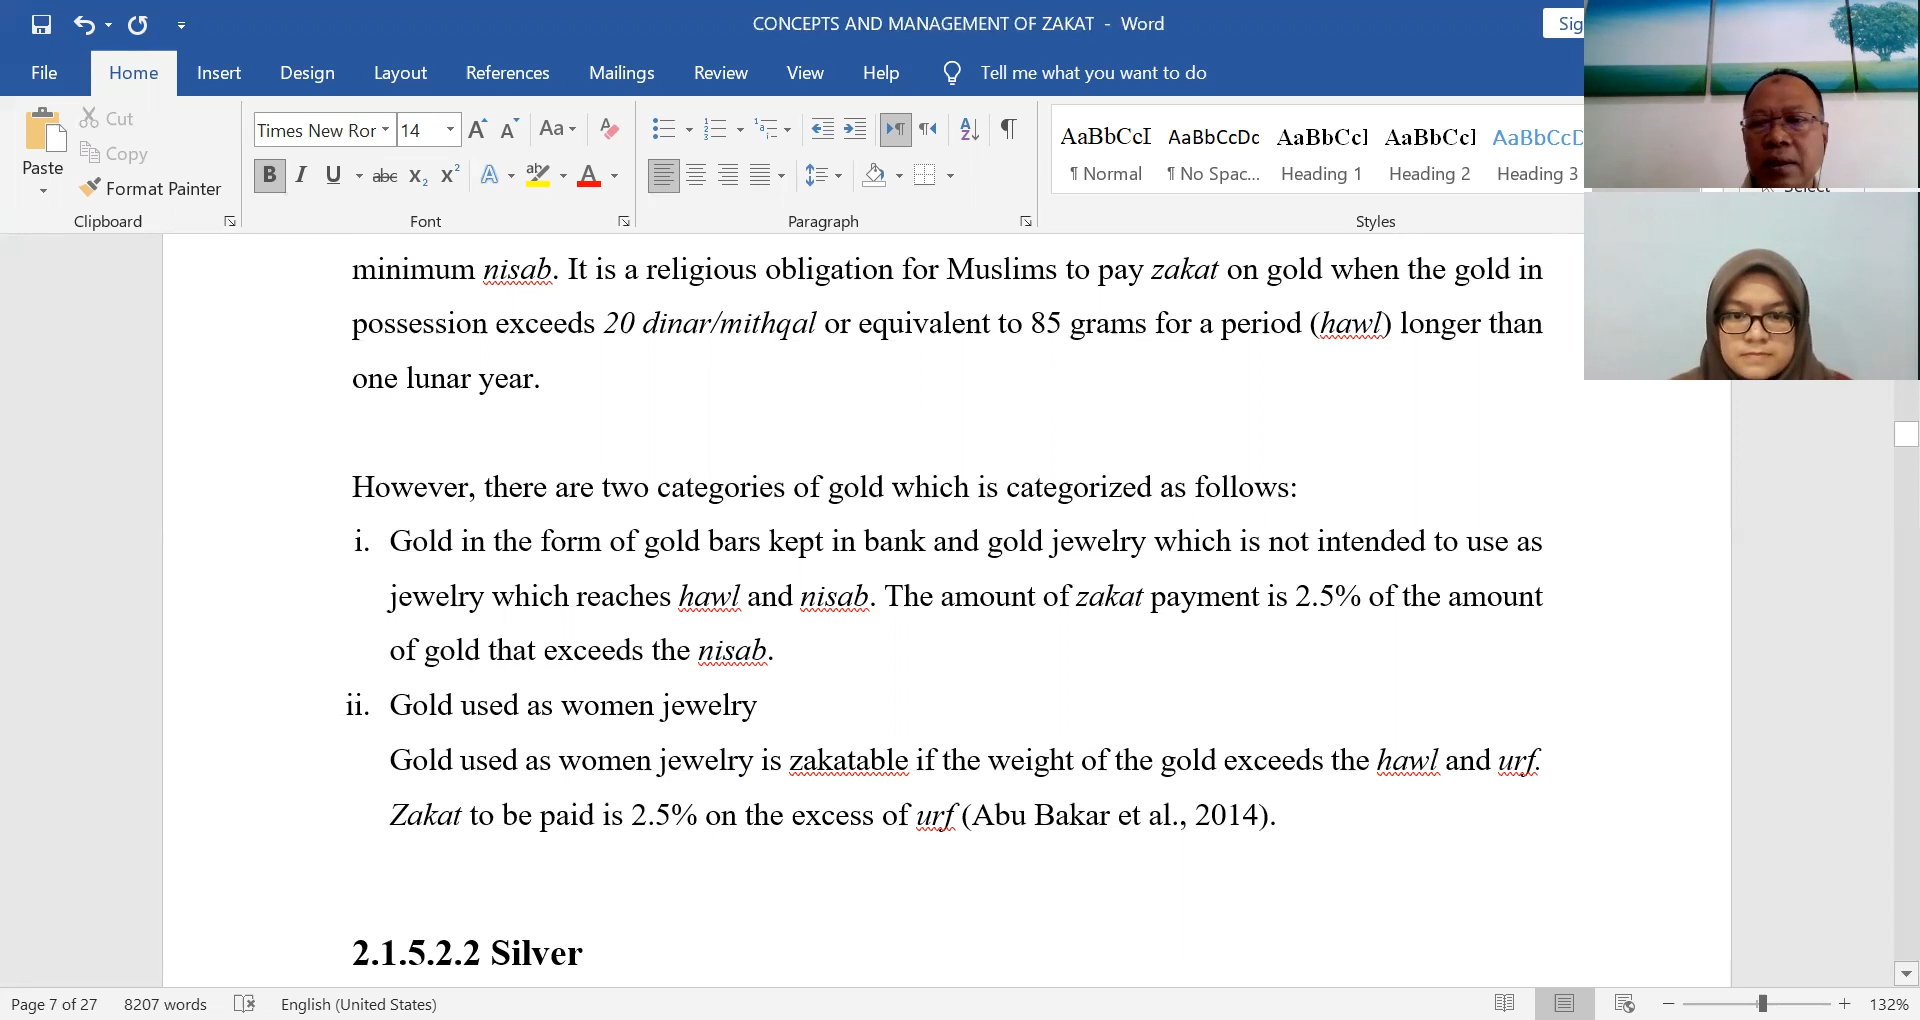 CONCEPTS AND MANAGEMENT OF ZAKAT - Word
Sig
File Home Insert Design Layout References Mailings Review View Help Tell me what you want to do
Cut
Copy
Paste
Format Painter
Times New Ror 14
Aa
B I U abc X2 X2 A ab A
AaBbCcI AaBbCcDc AaBbCcI AaBbCcI AaBbCcD
¶ Normal ¶ No Spac... Heading 1 Heading 2 Heading 3
Select
Clipboard Font Paragraph Styles
minimum nisab. It is a religious obligation for Muslims to pay zakat on gold when the gold in
possession exceeds 20 dinar/mithqal or equivalent to 85 grams for a period (hawl) longer than
one lunar year.
However, there are two categories of gold which is categorized as follows:
i. Gold in the form of gold bars kept in bank and gold jewelry which is not intended to use as
jewelry which reaches hawl and nisab. The amount of zakat payment is 2.5% of the amount
of gold that exceeds the nisab.
ii. Gold used as women jewelry
Gold used as women jewelry is zakatable if the weight of the gold exceeds the hawl and urf.
Zakat to be paid is 2.5% on the excess of urf (Abu Bakar et al., 2014).
2.1.5.2.2 Silver
Page 7 of 27 8207 words English (United States) 132%